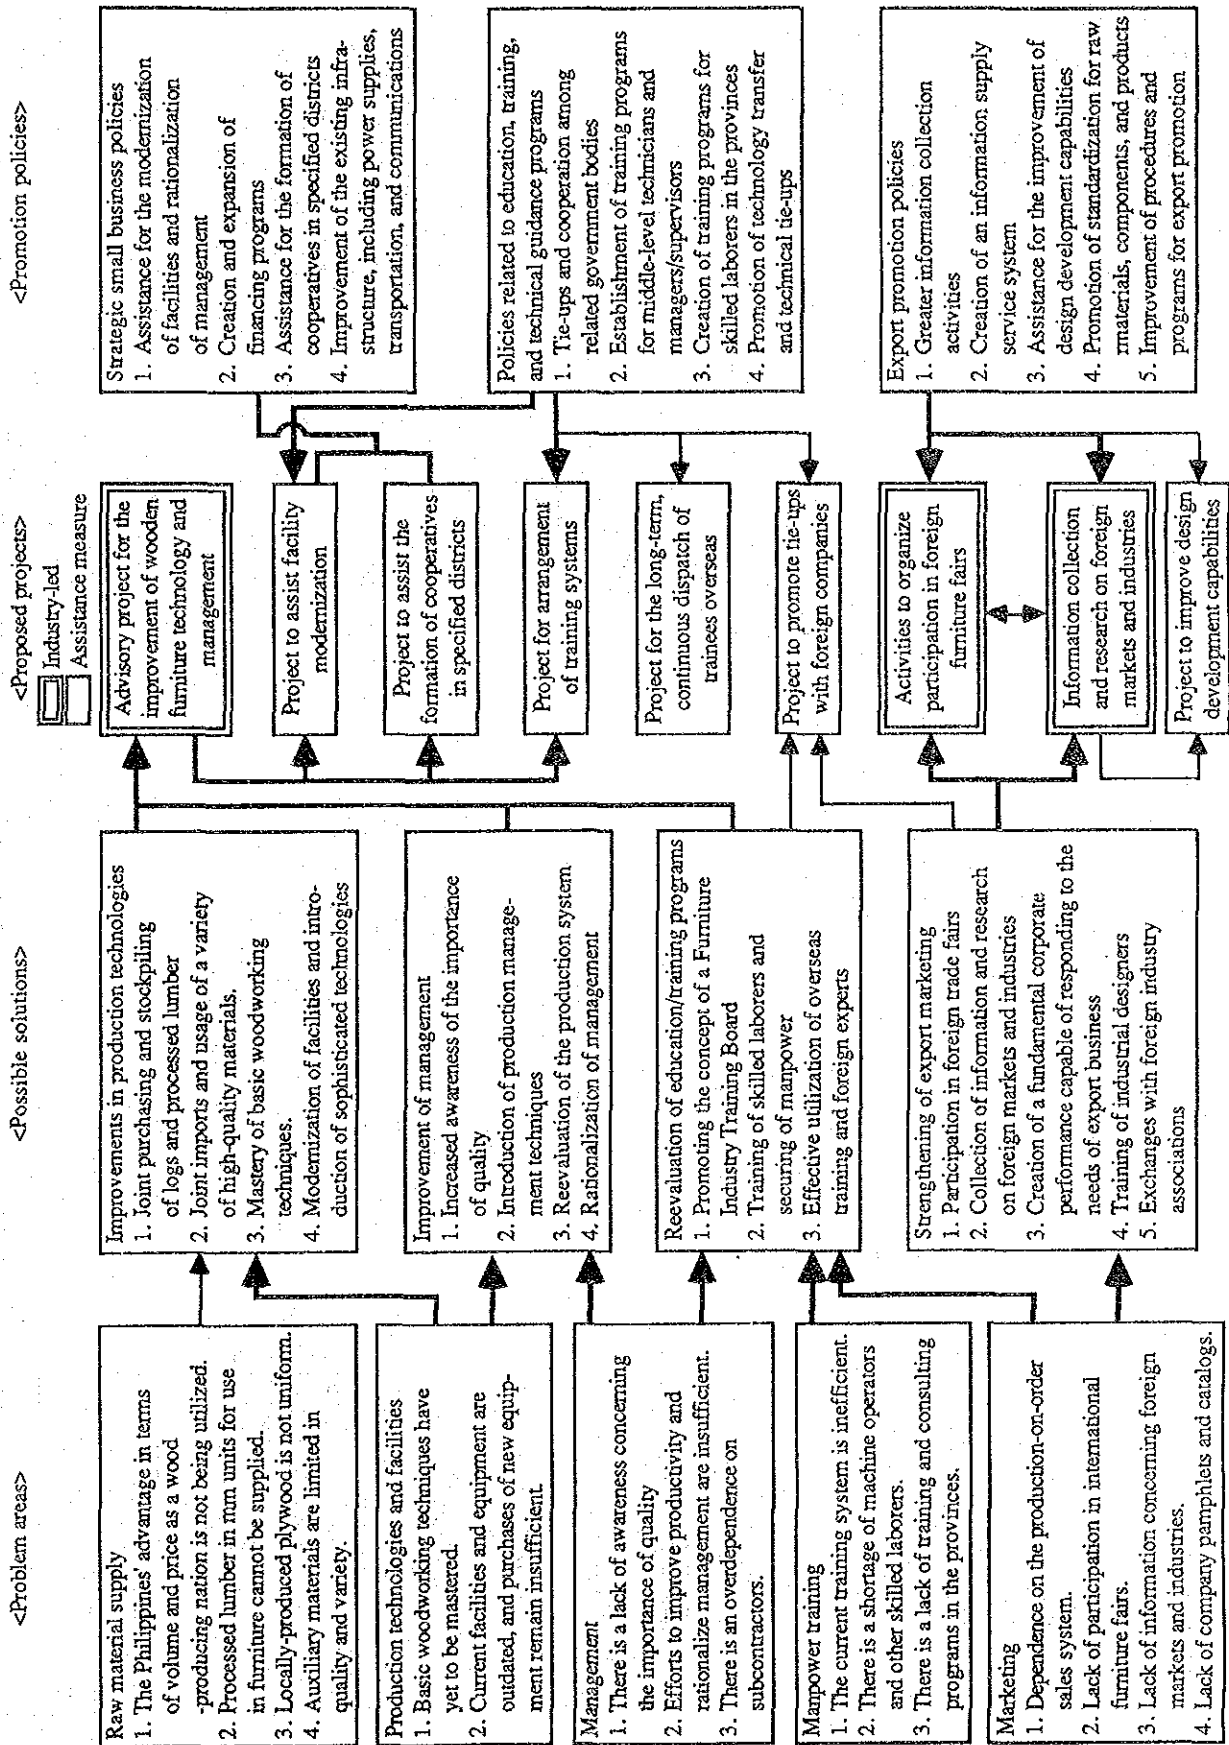 <Problem areas>
Raw material supply
1. The Philippines' advantage in terms
of volume and price as a wood
-producing nation is not being utilized.
2. Processed lumber in mm units for use
in furniture cannot be supplied.
3. Locally-produced plywood is not uniform.
4. Auxiliary materials are limited in
quality and variety.
Production technologies and facilities
1. Basic woodworking techniques have
yet to be mastered.
2. Current facilities and equipment are
outdated, and purchases of new equip-
ment remain insufficient.
Management
1. There is a lack of awareness concerning
the importance of quality
2. Efforts to improve productivity and
rationalize management are insufficient.
3. There is an overdependence on
subcontractors.
Manpower training
1. The current training system is inefficient.
2. There is a shortage of machine operators
and other skilled laborers.
3. There is a lack of training and consulting
programs in the provinces.
Marketing
1. Dependence on the production-on-order
sales system.
2. Lack of participation in international
furniture fairs.
3. Lack of information concerning foreign
markets and industries.
4. Lack of company pamphlets and catalogs.
<Possible solutions>
Improvements in production technologies
1. Joint purchasing and stockpiling
of logs and processed lumber
2. Joint imports and usage of a variety
of high-quality materials.
3. Mastery of basic woodworking
techniques.
4. Modernization of facilities and intro-
duction of sophisticated technologies
Improvement of management
1. Increased awareness of the importance
of quality
2. Introduction of production manage-
ment techniques
3. Reevaluation of the production system
4. Rationalization of management
Reevaluation of education/training programs
1. Promoting the concept of a Furniture
Industry Training Board
2. Training of skilled laborers and
securing of manpower
3. Effective utilization of overseas
training and foreign experts
Strengthening of export marketing
1. Participation in foreign trade fairs
2. Collection of information and research
on foreign markets and industries
3. Creation of a fundamental corporate
performance capable of responding to the
needs of export business
4. Training of industrial designers
5. Exchanges with foreign industry
associations
<Proposed projects>
Industry-led
Assistance measure
Advisory project for the
improvement of wooden
furniture technology and
management
Project to assist facility
modernization
Project to assist the
formation of cooperatives
in specified districts
Project for arrangement
of training systems
Project for the long-term,
continuous dispatch of
trainees overseas
Project to promote tie-ups
with foreign companies
Activities to organize
participation in foreign
furniture fairs
Information collection
and research on foreign
markets and industries
Project to improve design
development capabilities
<Promotion policies>
Strategic small business policies
1. Assistance for the modernization
of facilities and rationalization
of management
2. Creation and expansion of
financing programs
3. Assistance for the formation of
cooperatives in specified districts
4. Improvement of the existing infra-
structure, including power supplies,
transportation, and communications
Policies related to education, training,
and technical guidance programs
1. Tie-ups and cooperation among
related government bodies
2. Establishment of training programs
for middle-level technicians and
managers/supervisors
3. Creation of training programs for
skilled laborers in the provinces
4. Promotion of technology transfer
and technical tie-ups
Export promotion policies
1. Greater information collection
activities
2. Creation of an information supply
service system
3. Assistance for the improvement of
design development capabilities
4. Promotion of standardization for raw
rmaterials, components, and products
5. Improvement of procedures and
programs for export promotion